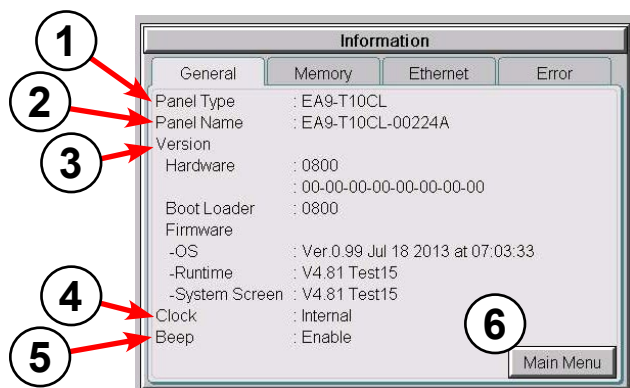 Information
General Memory Ethernet Error
1
Panel Type : EA9-T10CL
2
Panel Name : EA9-T10CL-00224A
3
Version
Hardware : 0800
: 00-00-00-00-00-00-00-00
Boot Loader : 0800
Firmware
-OS : Ver.0.99 Jul 18 2013 at 07:03:33
-Runtime : V4.81 Test15
-System Screen : V4.81 Test15
4
Clock : Internal
5
Beep : Enable
6
Main Menu